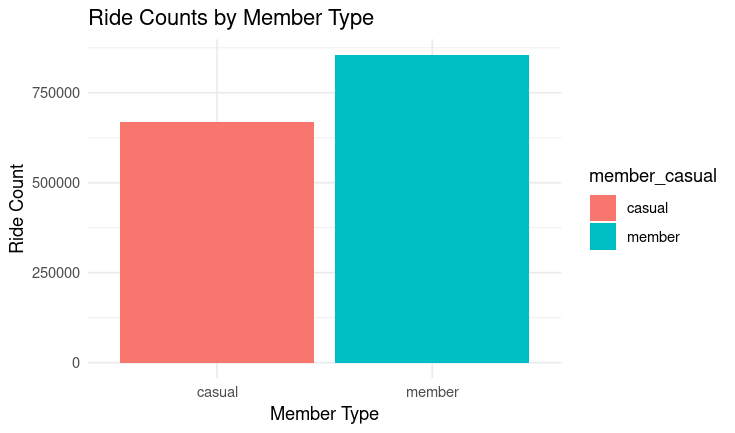 Ride Counts by Member Type
Ride Count
750000
500000
250000
0
casual
member
Member Type
member_casual
casual
member